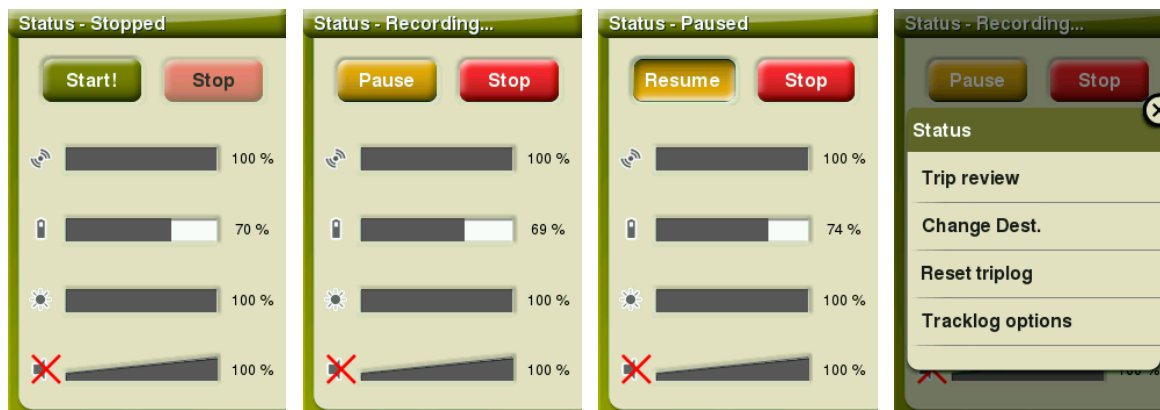 Status - Stopped
Start! Stop
100 %
70 %
100 %
100 %
Status - Recording...
Pause Stop
100 %
69 %
100 %
100 %
Status - Paused
Resume Stop
100 %
74 %
100 %
100 %
Status - Recording...
Pause Stop
Status
Trip review
Change Dest.
Reset triplog
Tracklog options
100 %